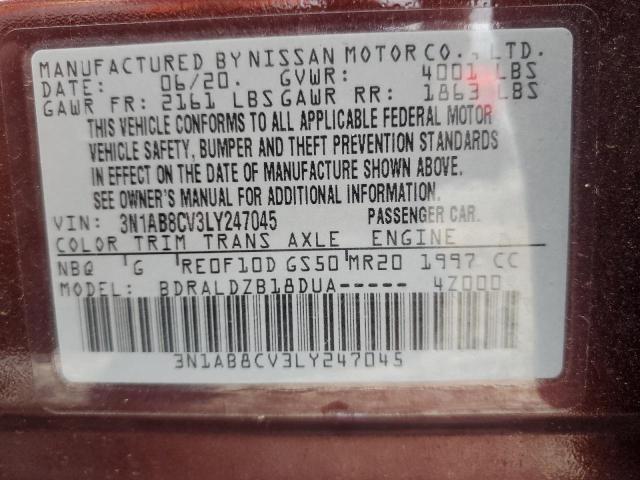 MANUFACTURED BY NISSAN MOTOR CO., LTD.
DATE: 06/20. GVWR: 4001 LBS
GAWR FR: 2161 LBS GAWR RR: 1863 LBS
THIS VEHICLE CONFORMS TO ALL APPLICABLE FEDERAL MOTOR
VEHICLE SAFETY, BUMPER AND THEFT PREVENTION STANDARDS
IN EFFECT ON THE DATE OF MANUFACTURE SHOWN ABOVE.
SEE OWNER'S MANUAL FOR ADDITIONAL INFORMATION.
VIN: 3N1AB8CV3LY247045 PASSENGER CAR.
COLOR TRIM TRANS AXLE ENGINE
NBQ G RE0F10D GS50 MR20 1997 CC
MODEL: BDRALDZB18DUA----- 4Z000
3N1AB8CV3LY247045